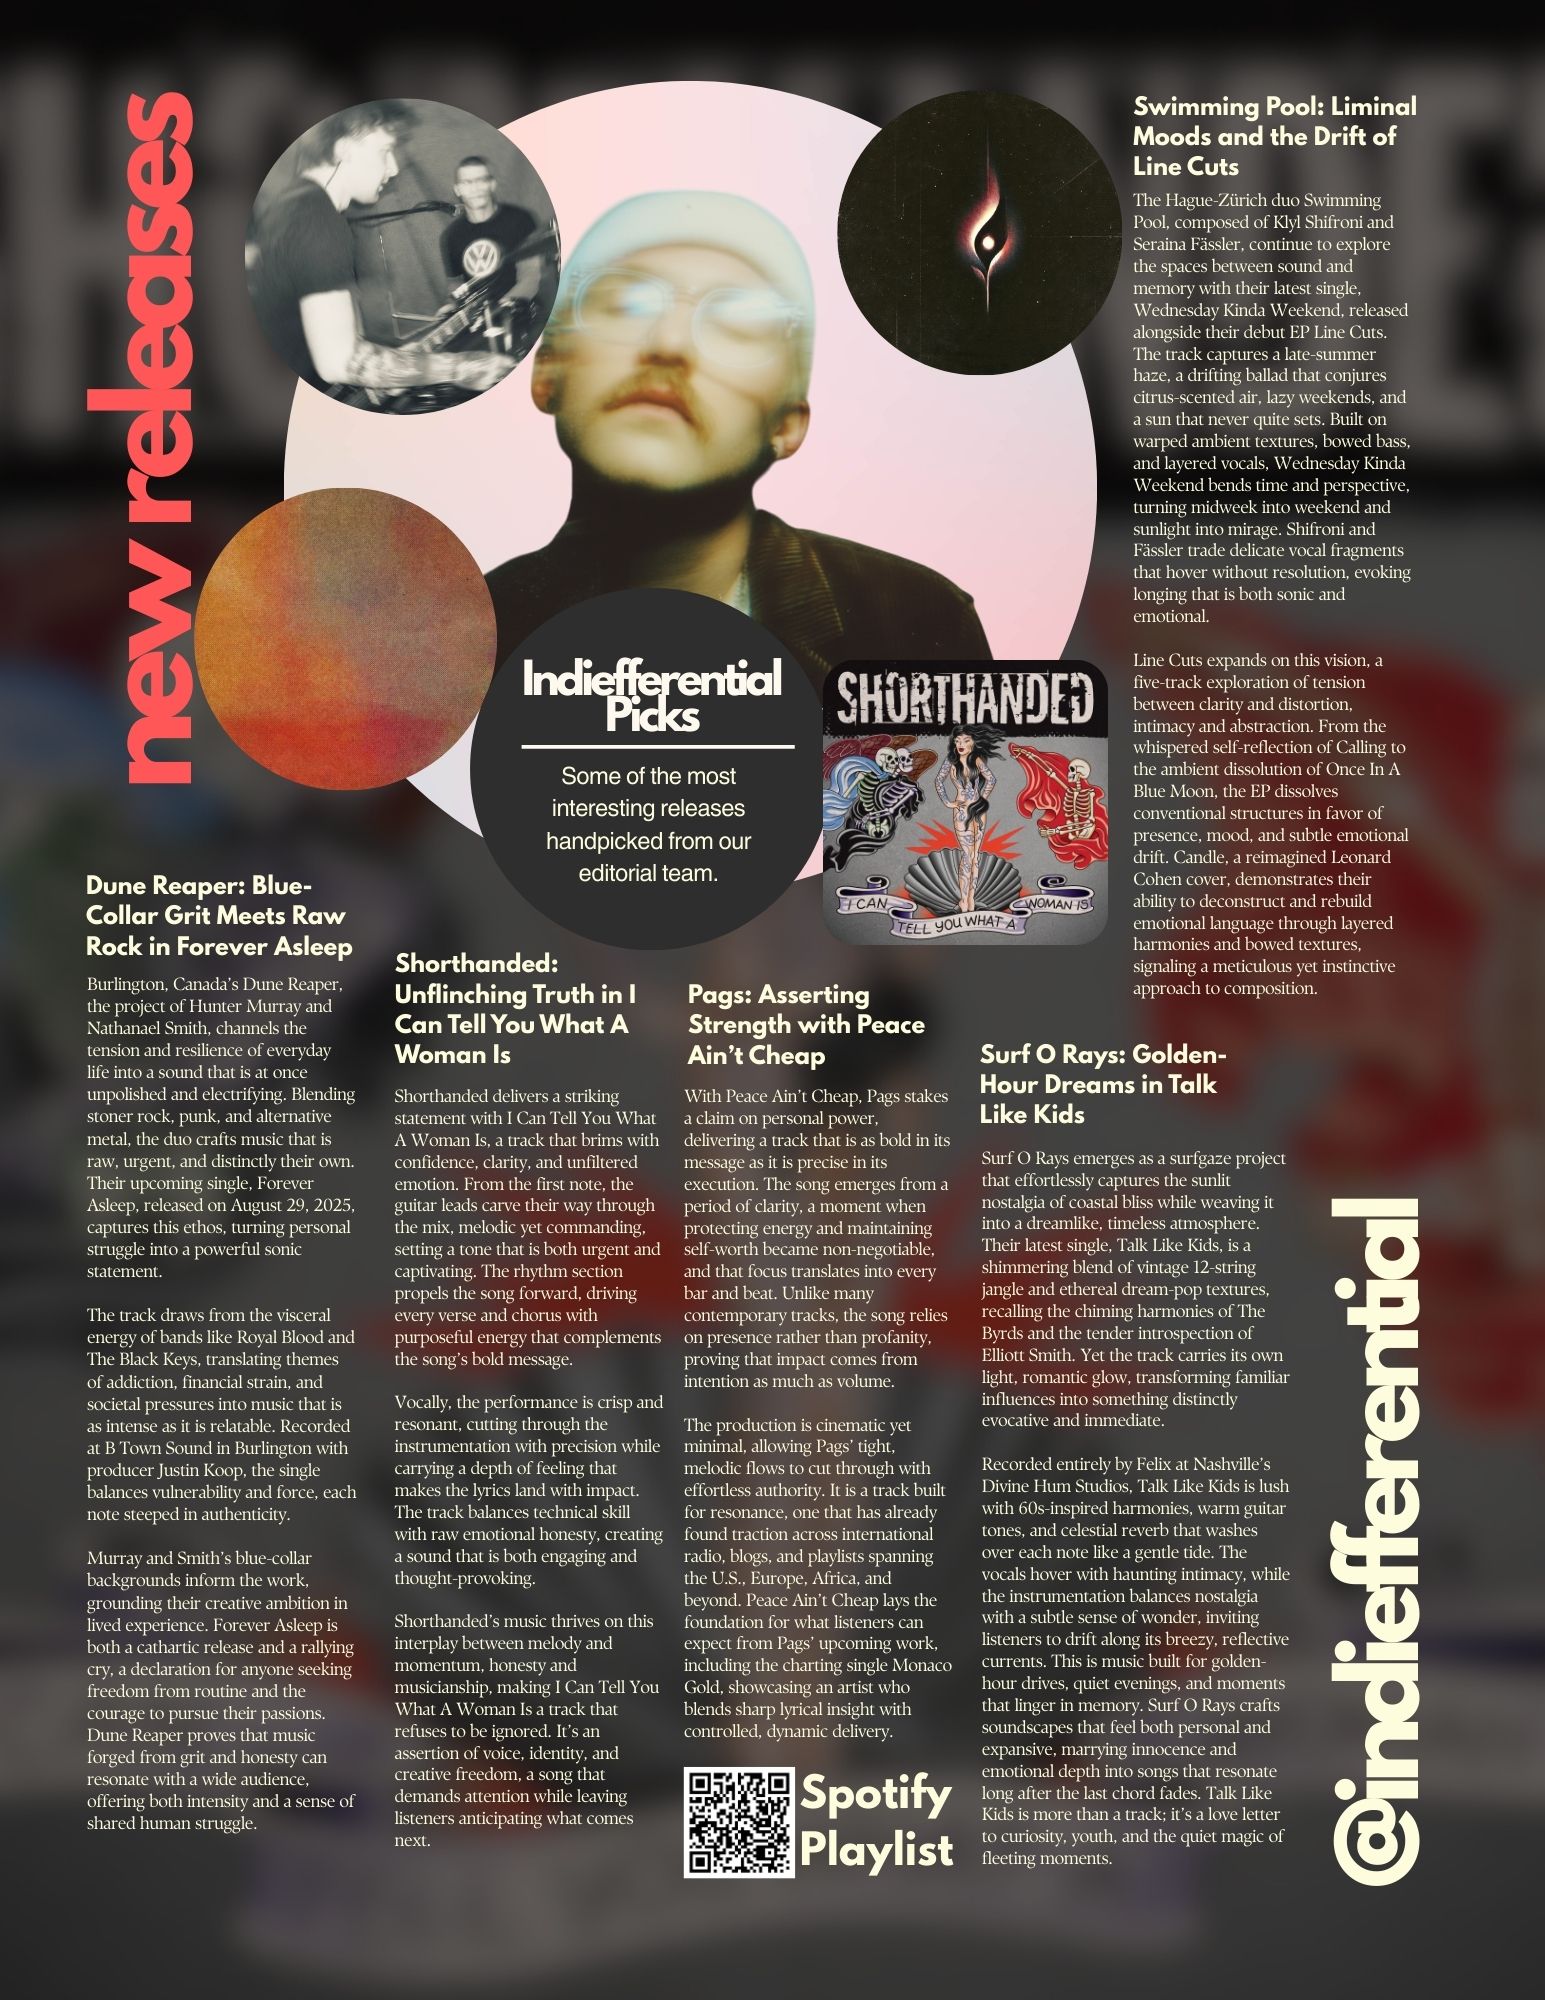 new releases
SHORTHANDED
I CAN
TELL YOU WHAT A
WOMAN IS
Indiefferential
Picks
Some of the most
interesting releases
handpicked from our
editorial team.
Dune Reaper: Blue-
Collar Grit Meets Raw
Rock in Forever Asleep
Burlington, Canada’s Dune Reaper,
the project of Hunter Murray and
Nathanael Smith, channels the
tension and resilience of everyday
life into a sound that is at once
unpolished and electrifying. Blending
stoner rock, punk, and alternative
metal, the duo crafts music that is
raw, urgent, and distinctly their own.
Their upcoming single, Forever
Asleep, released on August 29, 2025,
captures this ethos, turning personal
struggle into a powerful sonic
statement.
The track draws from the visceral
energy of bands like Royal Blood and
The Black Keys, translating themes
of addiction, financial strain, and
societal pressures into music that is
as intense as it is relatable. Recorded
at B Town Sound in Burlington with
producer Justin Koop, the single
balances vulnerability and force, each
note steeped in authenticity.
Murray and Smith’s blue-collar
backgrounds inform the work,
grounding their creative ambition in
lived experience. Forever Asleep is
both a cathartic release and a rallying
cry, a declaration for anyone seeking
freedom from routine and the
courage to pursue their passions.
Dune Reaper proves that music
forged from grit and honesty can
resonate with a wide audience,
offering both intensity and a sense of
shared human struggle.
Shorthanded:
Unflinching Truth in I
Can Tell You What A
Woman Is
Shorthanded delivers a striking
statement with I Can Tell You What
A Woman Is, a track that brims with
confidence, clarity, and unfiltered
emotion. From the first note, the
guitar leads carve their way through
the mix, melodic yet commanding,
setting a tone that is both urgent and
captivating. The rhythm section
propels the song forward, driving
every verse and chorus with
purposeful energy that complements
the song’s bold message.
Vocally, the performance is crisp and
resonant, cutting through the
instrumentation with precision while
carrying a depth of feeling that
makes the lyrics land with impact.
The track balances technical skill
with raw emotional honesty, creating
a sound that is both engaging and
thought-provoking.
Shorthanded’s music thrives on this
interplay between melody and
momentum, honesty and
musicianship, making I Can Tell You
What A Woman Is a track that
refuses to be ignored. It’s an
assertion of voice, identity, and
creative freedom, a song that
demands attention while leaving
listeners anticipating what comes
next.
Pags: Asserting
Strength with Peace
Ain’t Cheap
With Peace Ain’t Cheap, Pags stakes
a claim on personal power,
delivering a track that is as bold in its
message as it is precise in its
execution. The song emerges from a
period of clarity, a moment when
protecting energy and maintaining
self-worth became non-negotiable,
and that focus translates into every
bar and beat. Unlike many
contemporary tracks, the song relies
on presence rather than profanity,
proving that impact comes from
intention as much as volume.
The production is cinematic yet
minimal, allowing Pags’ tight,
melodic flows to cut through with
effortless authority. It is a track built
for resonance, one that has already
found traction across international
radio, blogs, and playlists spanning
the U.S., Europe, Africa, and
beyond. Peace Ain’t Cheap lays the
foundation for what listeners can
expect from Pags’ upcoming work,
including the charting single Monaco
Gold, showcasing an artist who
blends sharp lyrical insight with
controlled, dynamic delivery.
Spotify
Playlist
Swimming Pool: Liminal
Moods and the Drift of
Line Cuts
The Hague-Zürich duo Swimming
Pool, composed of Klyl Shifroni and
Seraina Fässler, continue to explore
the spaces between sound and
memory with their latest single,
Wednesday Kinda Weekend, released
alongside their debut EP Line Cuts.
The track captures a late-summer
haze, a drifting ballad that conjures
citrus-scented air, lazy weekends, and
a sun that never quite sets. Built on
warped ambient textures, bowed bass,
and layered vocals, Wednesday Kinda
Weekend bends time and perspective,
turning midweek into weekend and
sunlight into mirage. Shifroni and
Fässler trade delicate vocal fragments
that hover without resolution, evoking
longing that is both sonic and
emotional.
Line Cuts expands on this vision, a
five-track exploration of tension
between clarity and distortion,
intimacy and abstraction. From the
whispered self-reflection of Calling to
the ambient dissolution of Once In A
Blue Moon, the EP dissolves
conventional structures in favor of
presence, mood, and subtle emotional
drift. Candle, a reimagined Leonard
Cohen cover, demonstrates their
ability to deconstruct and rebuild
emotional language through layered
harmonies and bowed textures,
signaling a meticulous yet instinctive
approach to composition.
Surf O Rays: Golden-
Hour Dreams in Talk
Like Kids
Surf O Rays emerges as a surfgaze project
that effortlessly captures the sunlit
nostalgia of coastal bliss while weaving it
into a dreamlike, timeless atmosphere.
Their latest single, Talk Like Kids, is a
shimmering blend of vintage 12-string
jangle and ethereal dream-pop textures,
recalling the chiming harmonies of The
Byrds and the tender introspection of
Elliott Smith. Yet the track carries its own
light, romantic glow, transforming familiar
influences into something distinctly
evocative and immediate.
Recorded entirely by Felix at Nashville’s
Divine Hum Studios, Talk Like Kids is lush
with 60s-inspired harmonies, warm guitar
tones, and celestial reverb that washes
over each note like a gentle tide. The
vocals hover with haunting intimacy, while
the instrumentation balances nostalgia
with a subtle sense of wonder, inviting
listeners to drift along its breezy, reflective
currents. This is music built for golden-
hour drives, quiet evenings, and moments
that linger in memory. Surf O Rays crafts
soundscapes that feel both personal and
expansive, marrying innocence and
emotional depth into songs that resonate
long after the last chord fades. Talk Like
Kids is more than a track; it’s a love letter
to curiosity, youth, and the quiet magic of
fleeting moments.
@indiefferential